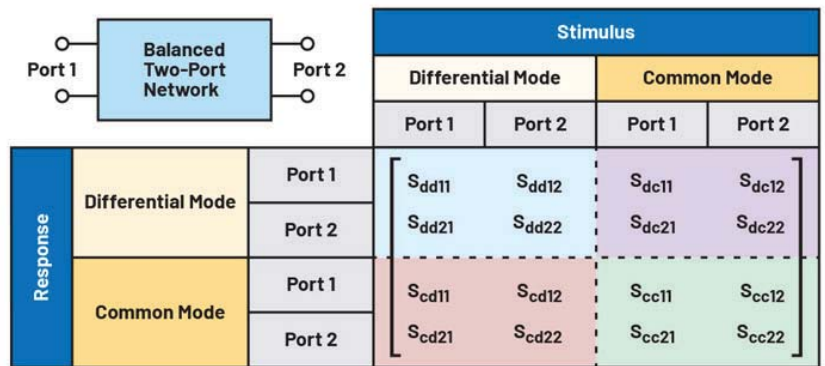 Balanced
Two-Port
Network
Port 1
Port 2
Stimulus
Differential Mode
Common Mode
Port 1
Port 2
Port 1
Port 2
Response
Differential Mode
Port 1
Sdd11 Sdd12 Sdc11 Sdc12
Port 2
Sdd21 Sdd22 Sdc21 Sdc22
Common Mode
Port 1
Scd11 Scd12 Scc11 Scc12
Port 2
Scd21 Scd22 Scc21 Scc22